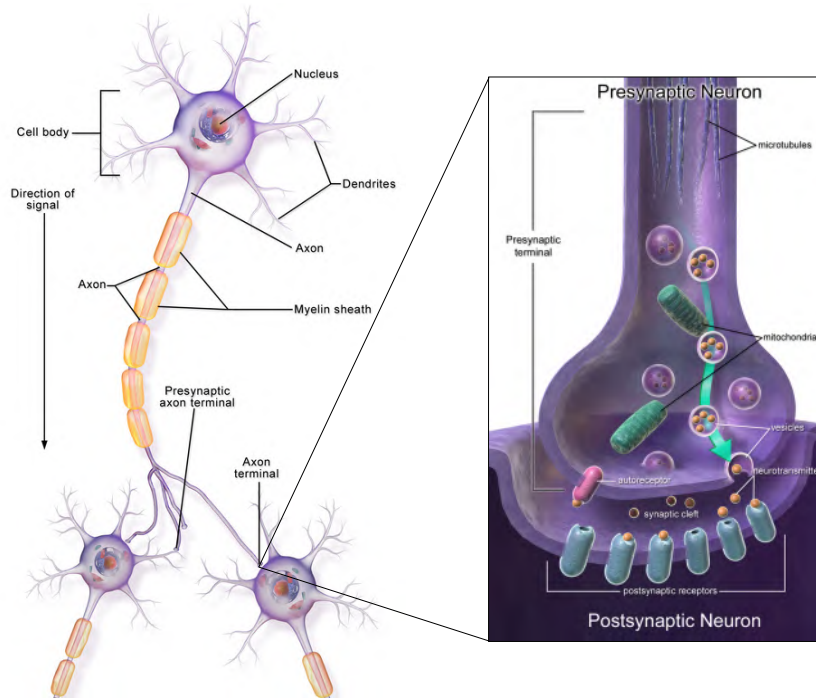 Nucleus
Cell body
Dendrites
Direction of
signal
Axon
Axon
Myelin sheath
Presynaptic
axon terminal
Axon
terminal
Presynaptic Neuron
microtubules
Presynaptic
terminal
mitochondria
vesicles
neurotransmitte
autoreceptor
synaptic cleft
postsynaptic receptors
Postsynaptic Neuron